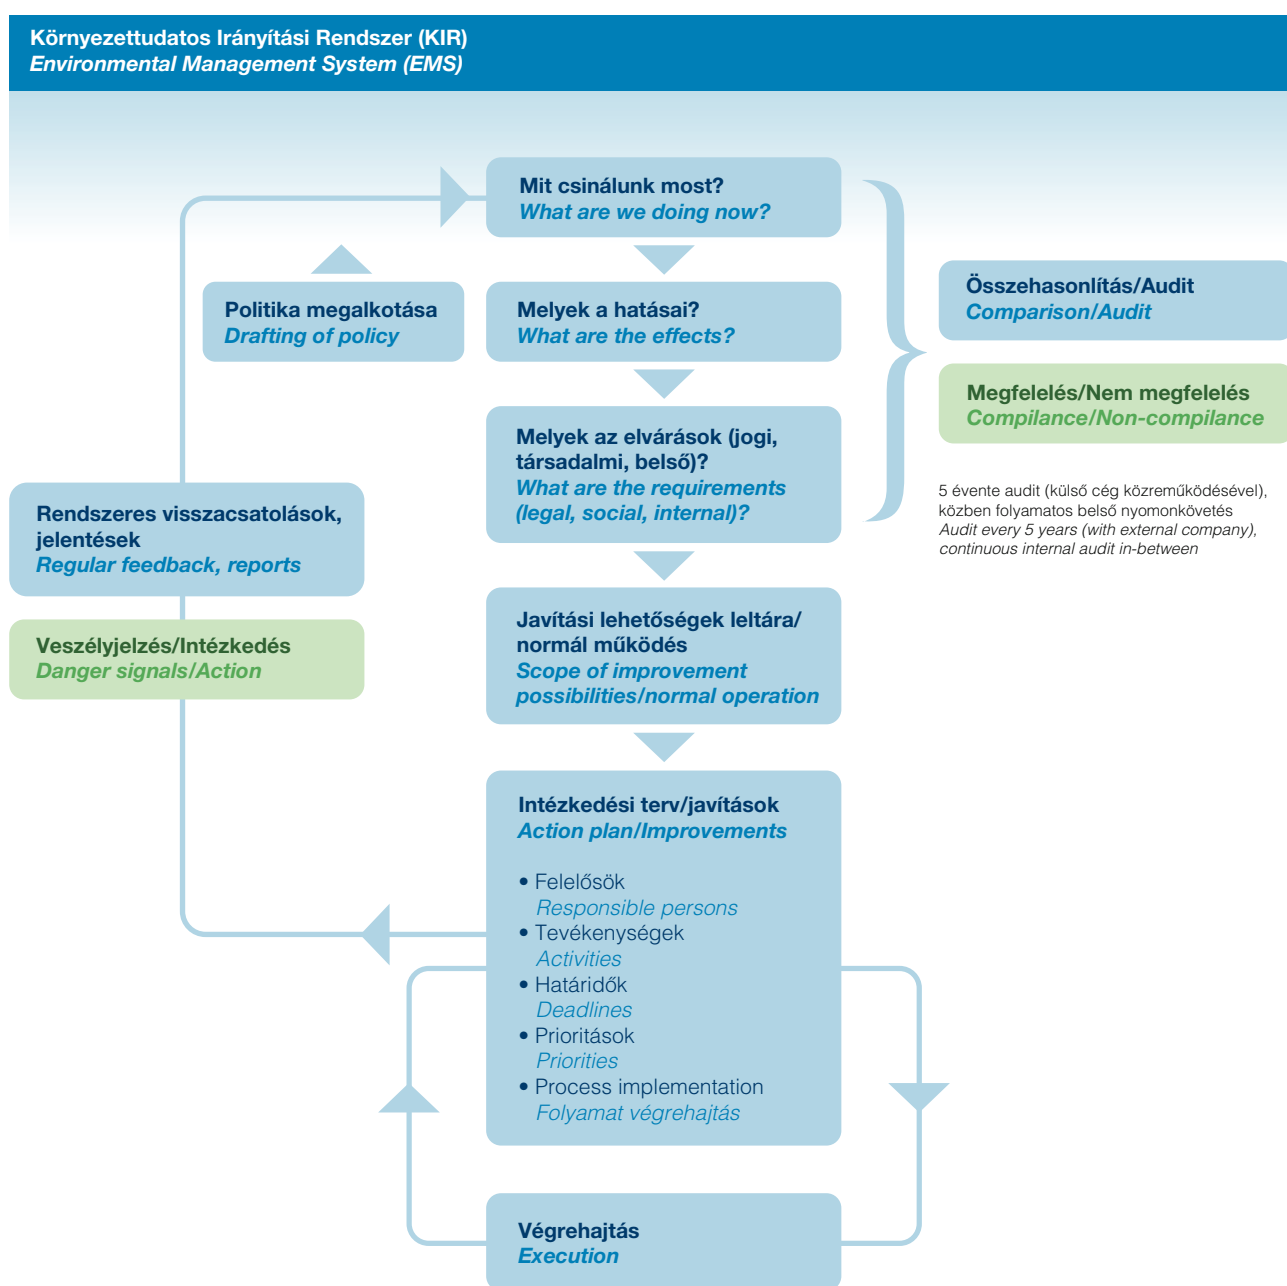 Környezettudatos Irányítási Rendszer (KIR)
Environmental Management System (EMS)
Mit csinálunk most?
What are we doing now?
Politika megalkotása
Drafting of policy
Melyek a hatásai?
What are the effects?
Összehasonlítás/Audit
Comparison/Audit
Megfelelés/Nem megfelelés
Compilance/Non-compilance
5 évente audit (külső cég közreműködésével),
közben folyamatos belső nyomonkövetés
Audit every 5 years (with external company),
continuous internal audit in-between
Melyek az elvárások (jogi,
társadalmi, belső)?
What are the requirements
(legal, social, internal)?
Rendszeres visszacsatolások,
jelentések
Regular feedback, reports
Veszélyjelzés/Intézkedés
Danger signals/Action
Javítási lehetőségek leltára/
normál működés
Scope of improvement
possibilities/normal operation
Intézkedési terv/javítások
Action plan/Improvements
• Felelősök
Responsible persons
• Tevékenységek
Activities
• Határidők
Deadlines
• Prioritások
Priorities
• Process implementation
Folyamat végrehajtás
Végrehajtás
Execution